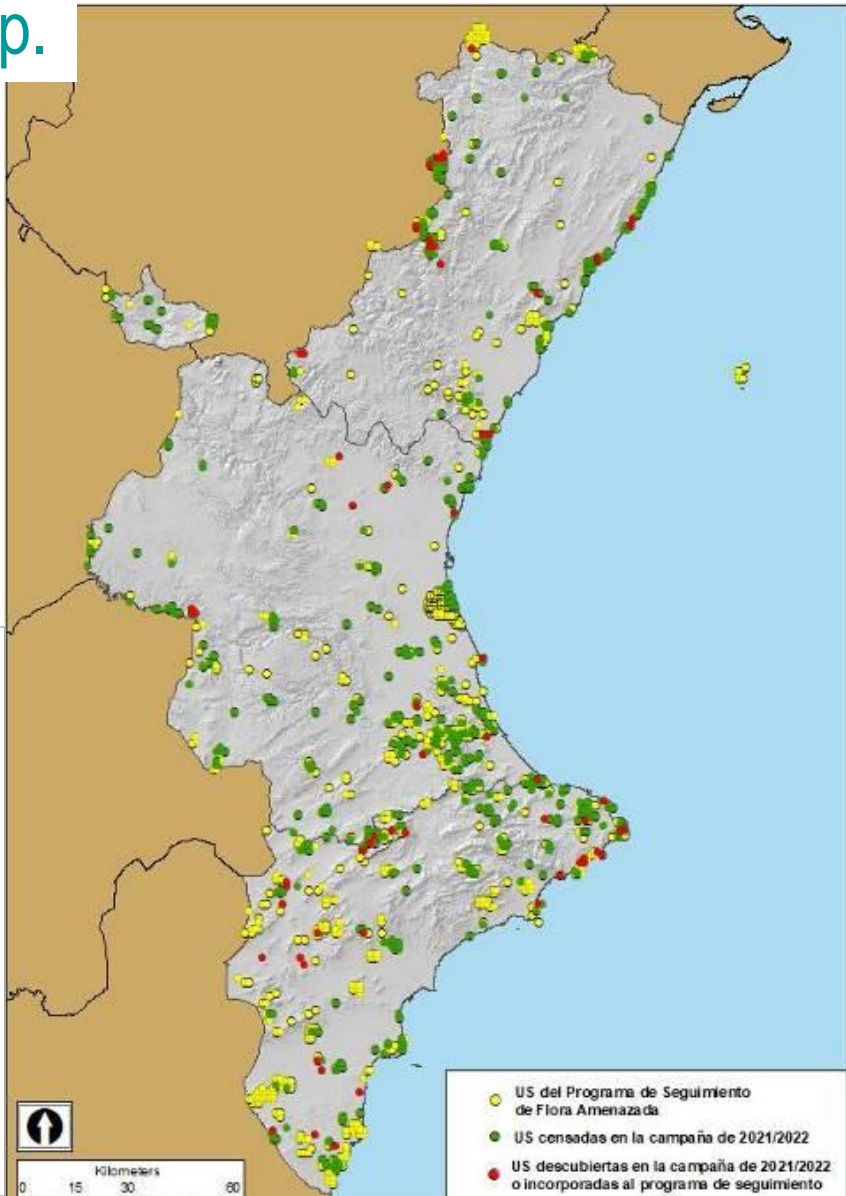 p.
US del Programa de Seguimiento
de Flora Amenazada
US censadas en la campaña de 2021/2022
US descubiertas en la campaña de 2021/2022
o incorporadas al programa de seguimiento
Kilometers
0 15 30 60